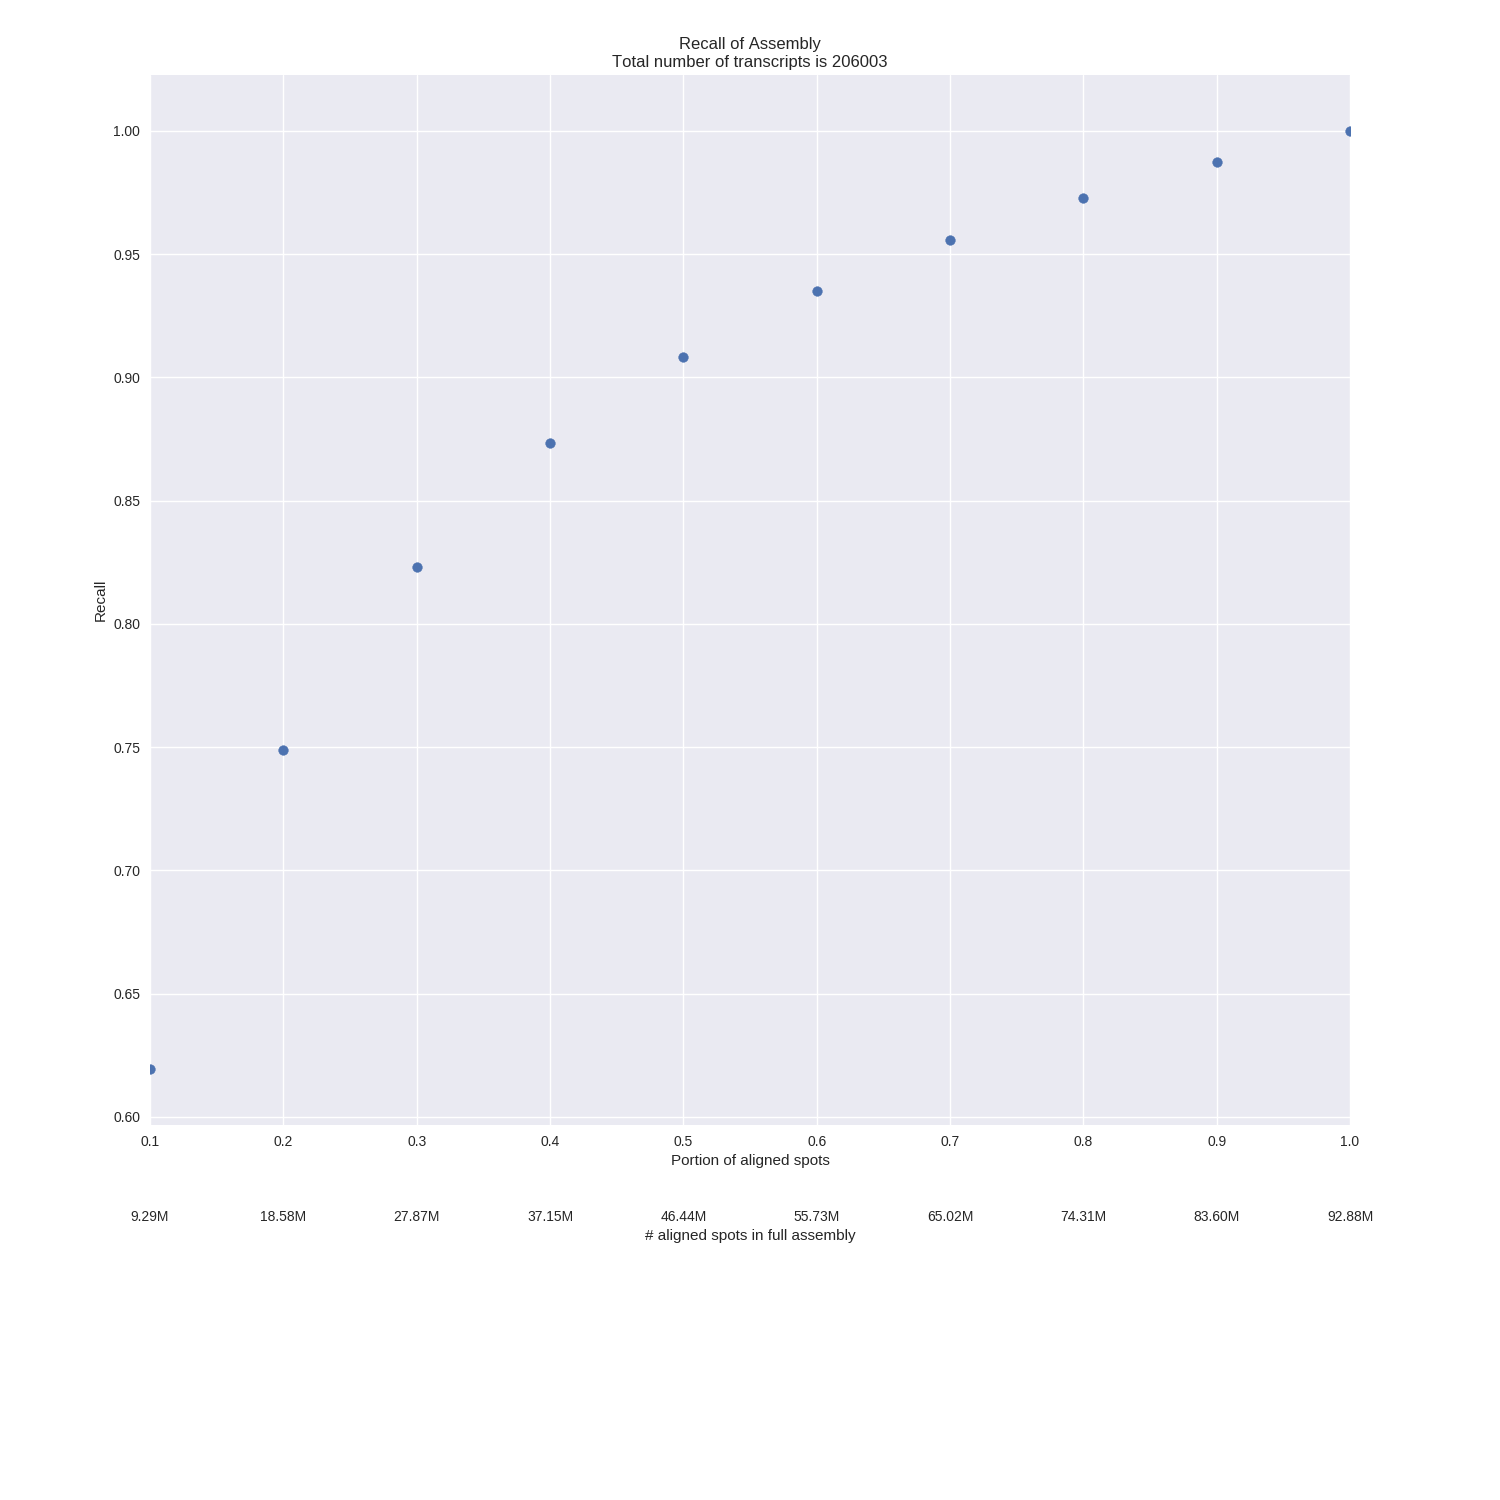 Recall of Assembly
Total number of transcripts is 206003
1.00
0.95
0.90
0.85
0.80
0.75
0.70
0.65
0.60
Recall
0.1 0.2 0.3 0.4 0.5 0.6 0.7 0.8 0.9 1.0
Portion of aligned spots
9.29M 18.58M 27.87M 37.15M 46.44M 55.73M 65.02M 74.31M 83.60M 92.88M
# aligned spots in full assembly